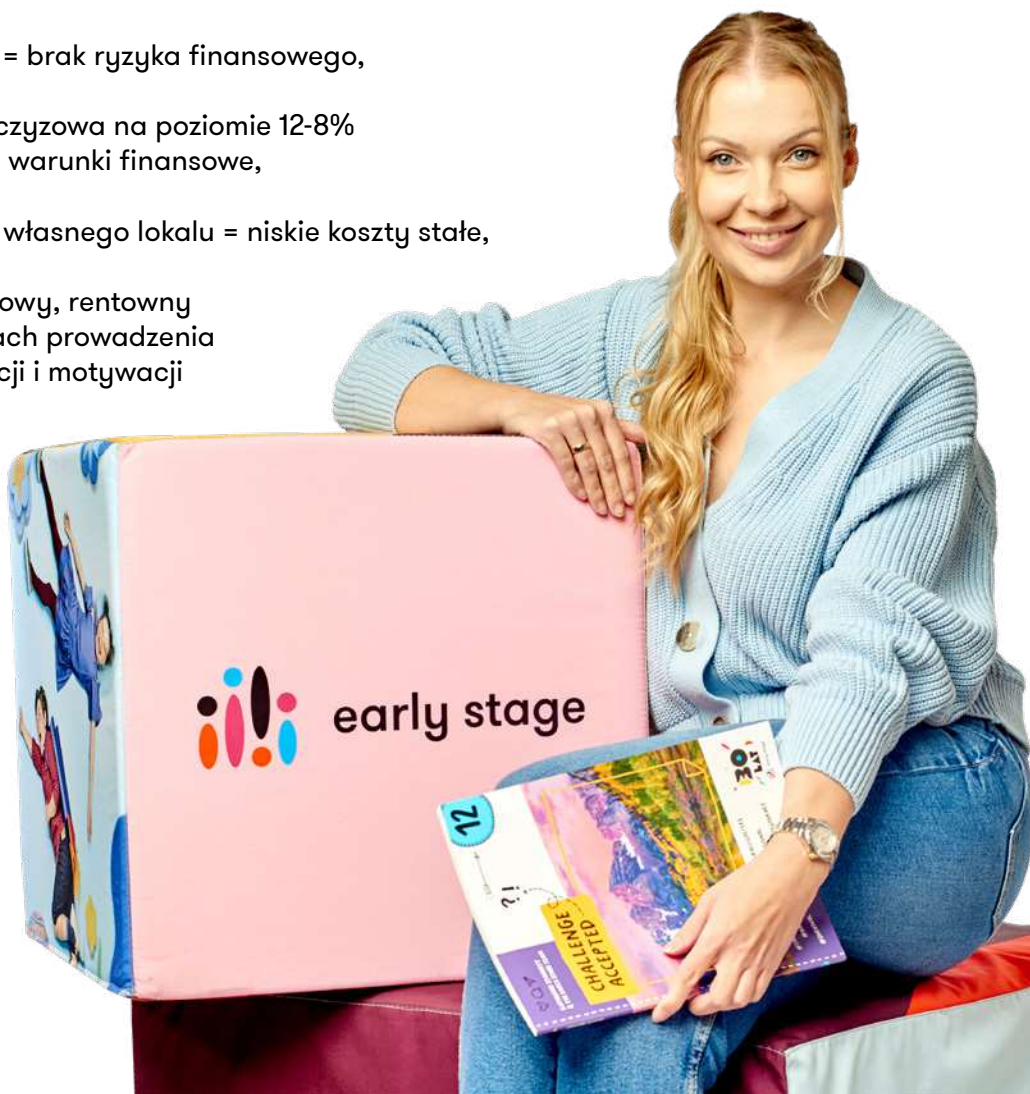 = brak ryzyka finansowego,
czyzowa na poziomie 12-8%
warunki finansowe,
własnego lokalu = niskie koszty stałe,
owy, rentowny
ach prowadzenia
cji i motywacji
early stage
12
?!
CHALLENGE
ACCEPTED